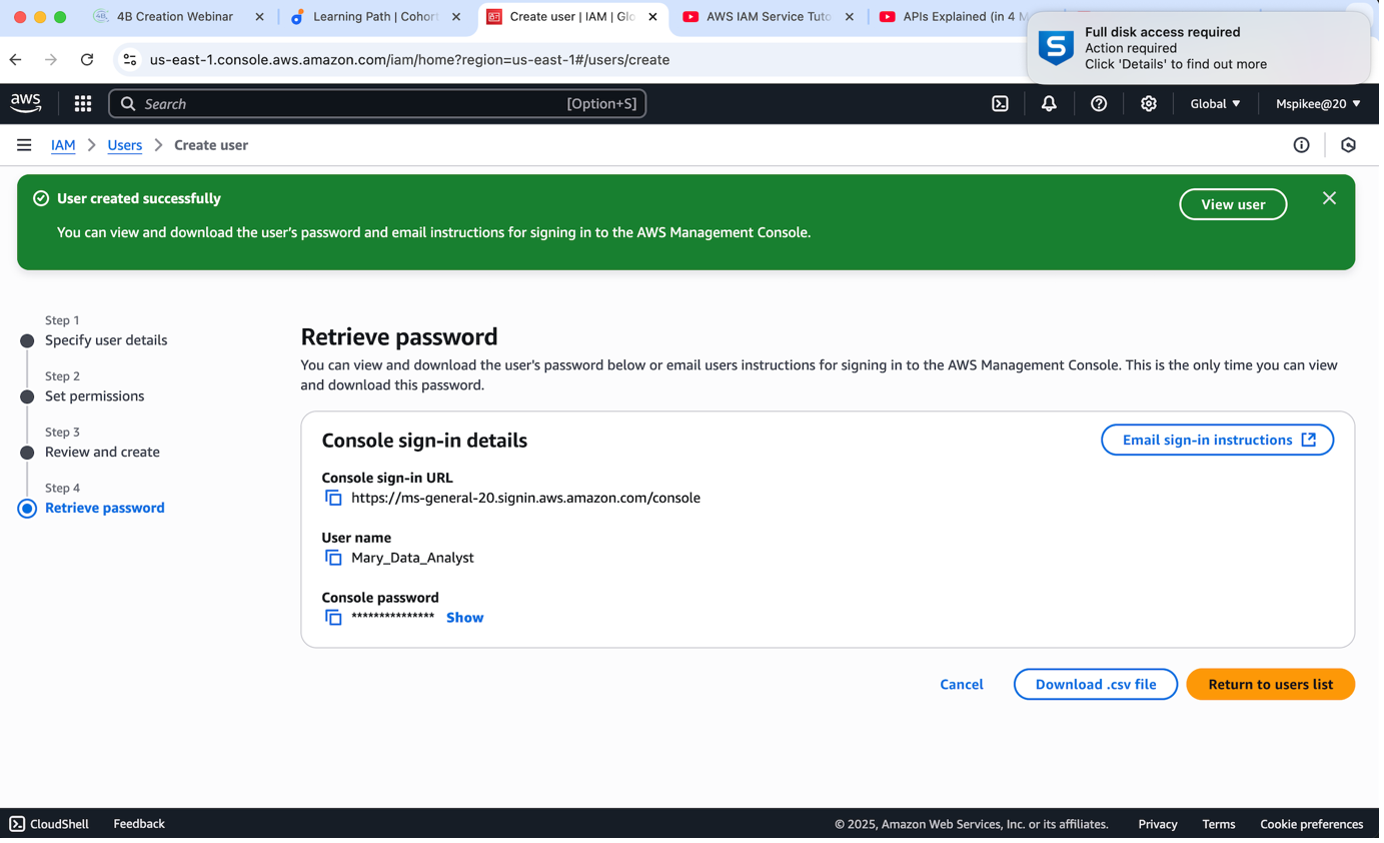 4B Creation Webinar
Learning Path | Cohort
Create user | IAM | Glo
AWS IAM Service Tuto
APIs Explained (in 4 M
Full disk access required
Action required
Click 'Details' to find out more
us-east-1.console.aws.amazon.com/iam/home?region=us-east-1#/users/create
aws
Search
[Option+S]
Global
Mspikee@20
IAM
Users
Create user
User created successfully
View user
You can view and download the user's password and email instructions for signing in to the AWS Management Console.
Step 1
Specify user details
Step 2
Set permissions
Step 3
Review and create
Step 4
Retrieve password
Retrieve password
You can view and download the user's password below or email users instructions for signing in to the AWS Management Console. This is the only time you can view
and download this password.
Console sign-in details
Email sign-in instructions
Console sign-in URL
https://ms-general-20.signin.aws.amazon.com/console
User name
Mary_Data_Analyst
Console password
*************** Show
Cancel
Download .csv file
Return to users list
CloudShell
Feedback
© 2025, Amazon Web Services, Inc. or its affiliates.
Privacy
Terms
Cookie preferences